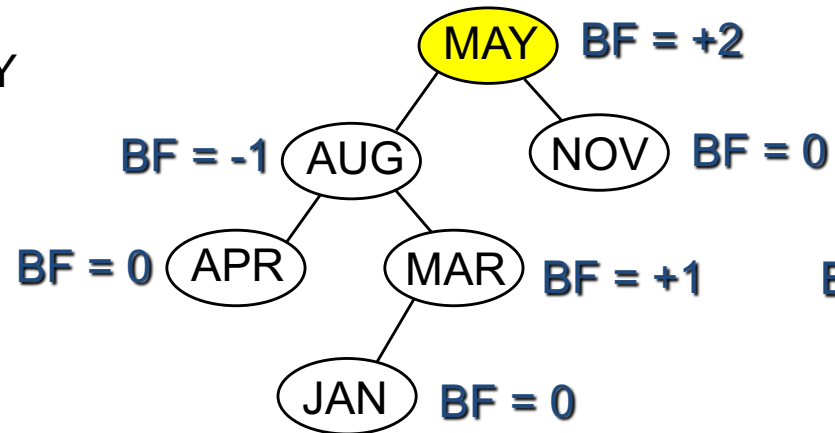 MAY BF = +2
Y
BF = -1 AUG NOV BF = 0
BF = 0 APR MAR BF = +1
JAN BF = 0